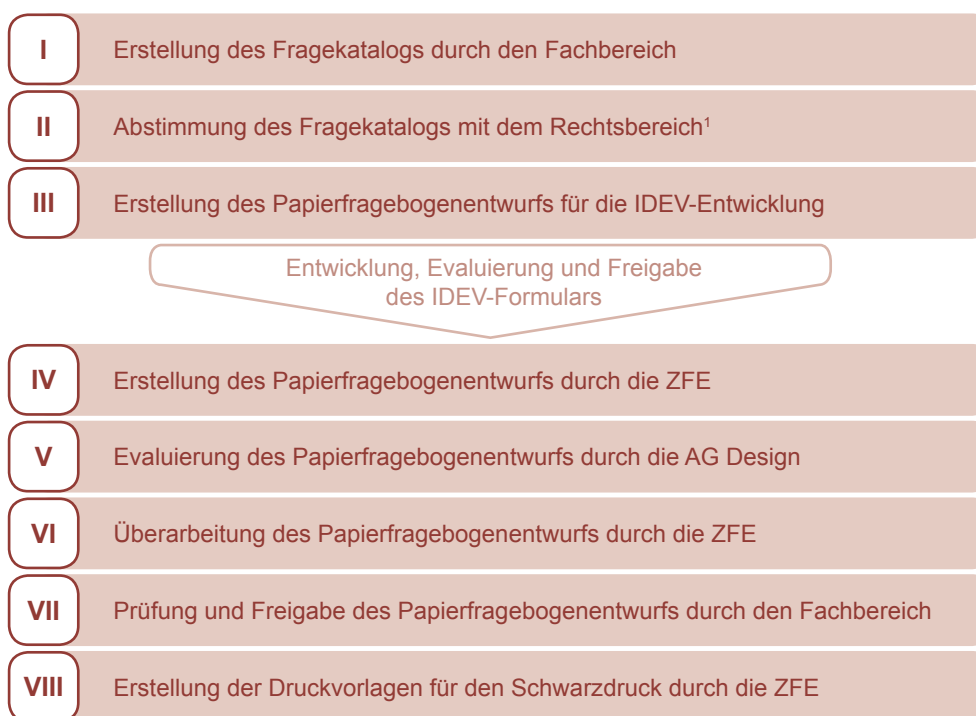 I Erstellung des Fragekatalogs durch den Fachbereich
II Abstimmung des Fragekatalogs mit dem Rechtsbereich¹
III Erstellung des Papierfragebogenentwurfs für die IDEV-Entwicklung
Entwicklung, Evaluierung und Freigabe
des IDEV-Formulars
IV Erstellung des Papierfragebogenentwurfs durch die ZFE
V Evaluierung des Papierfragebogenentwurfs durch die AG Design
VI Überarbeitung des Papierfragebogenentwurfs durch die ZFE
VII Prüfung und Freigabe des Papierfragebogenentwurfs durch den Fachbereich
VIII Erstellung der Druckvorlagen für den Schwarzdruck durch die ZFE